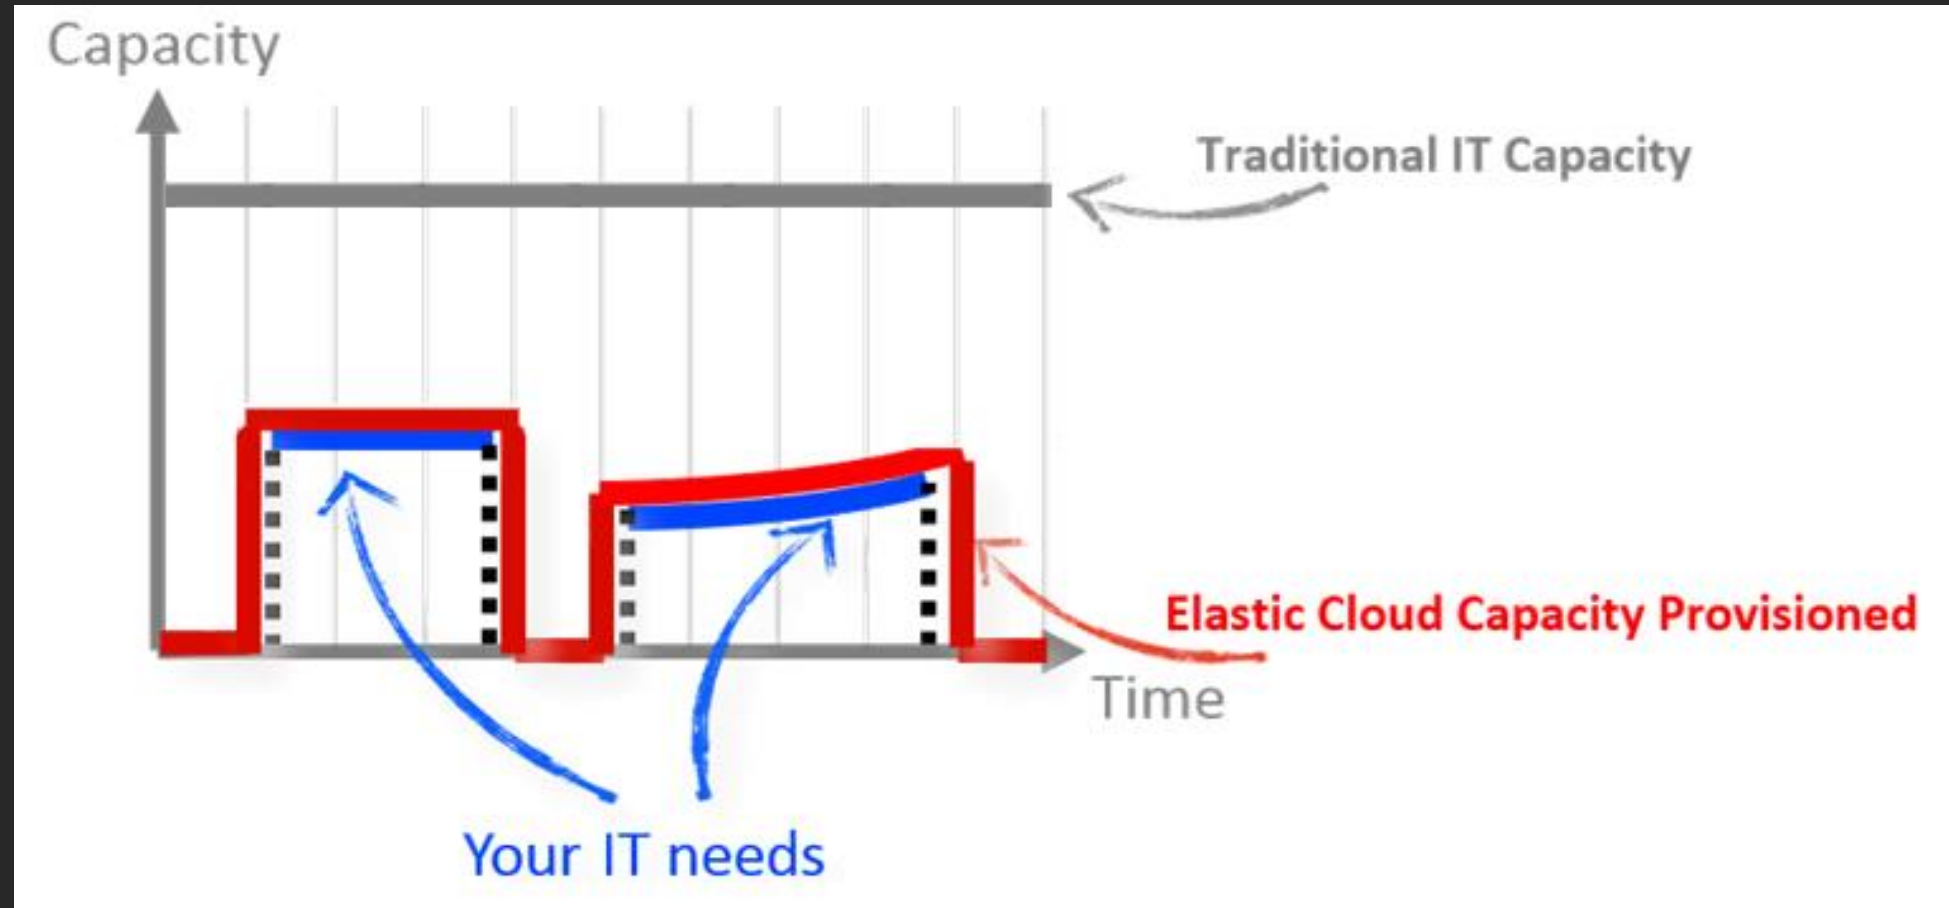 Capacity
Traditional IT Capacity
Elastic Cloud Capacity Provisioned
Time
Your IT needs